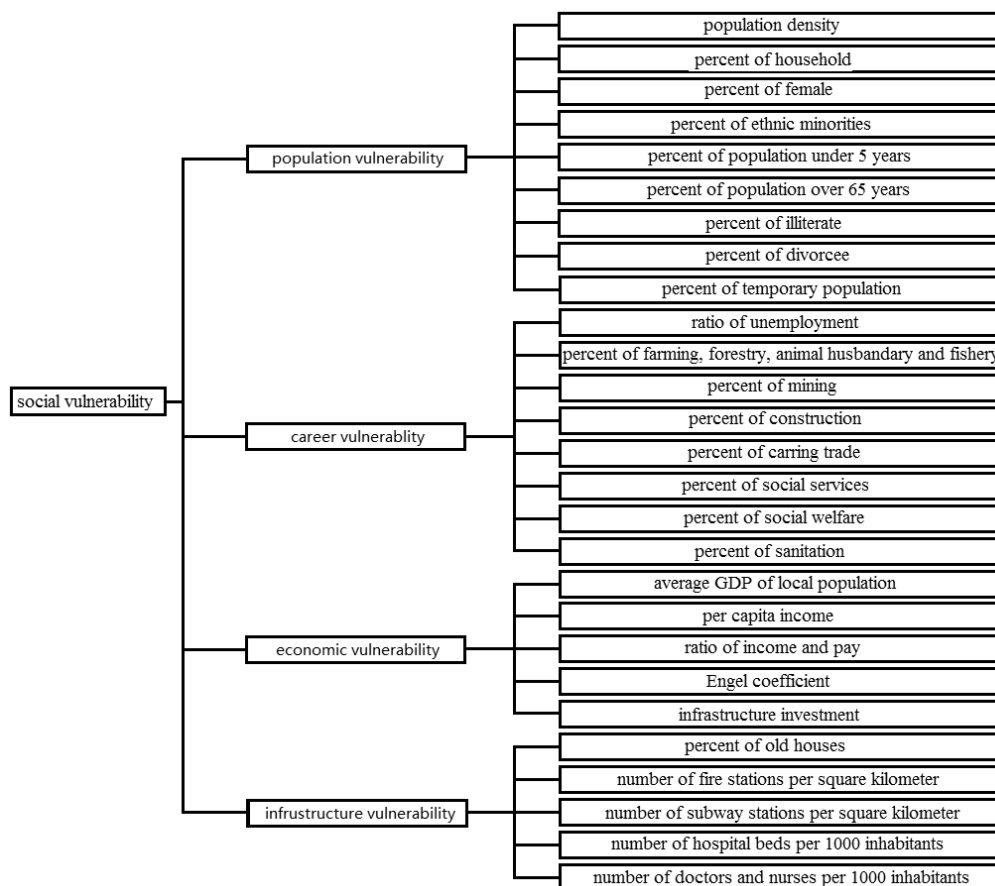 social vulnerability
population vulnerability
population density
percent of household
percent of female
percent of ethnic minorities
percent of population under 5 years
percent of population over 65 years
percent of illiterate
percent of divorcee
percent of temporary population
career vulnerablity
ratio of unemployment
percent of farming, forestry, animal husbandary and fishery
percent of mining
percent of construction
percent of carring trade
percent of social services
percent of social welfare
percent of sanitation
economic vulnerability
average GDP of local population
per capita income
ratio of income and pay
Engel coefficient
infrastructure investment
infrustructure vulnerability
percent of old houses
number of fire stations per square kilometer
number of subway stations per square kilometer
number of hospital beds per 1000 inhabitants
number of doctors and nurses per 1000 inhabitants